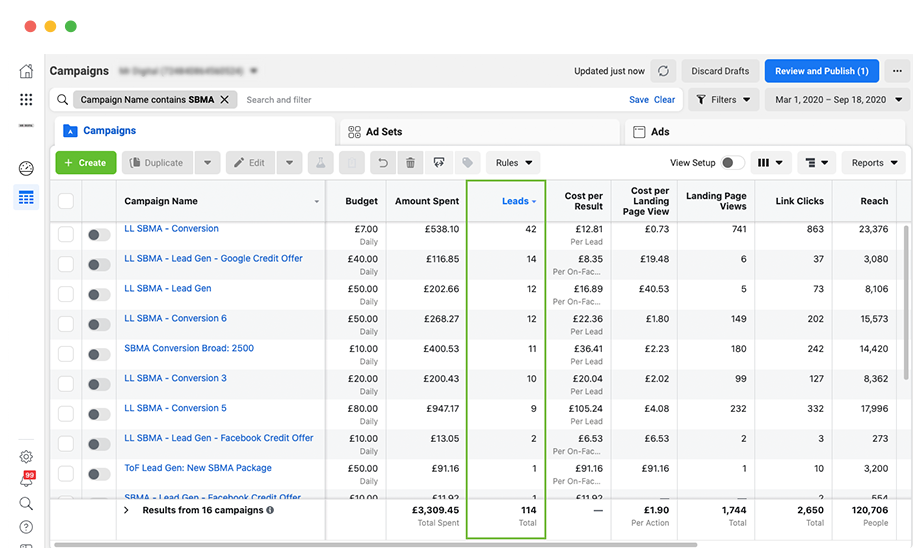 Campaigns
Updated just now
Discard Drafts
Review and Publish (1)
Campaign Name contains SBMA
Search and filter
Save Clear
Filters
Mar 1, 2020 – Sep 18, 2020
Campaigns
Ad Sets
Ads
+ Create
Duplicate
Edit
Rules
View Setup
Reports
Campaign Name Budget Amount Spent Leads Cost per Result Cost per Landing Page View Landing Page Views Link Clicks Reach
LL SBMA - Conversion £7.00 £538.10 42 £12.81 £0.73 741 863 23,376
Daily Per Lead
LL SBMA - Lead Gen - Google Credit Offer £40.00 £116.85 14 £8.35 £19.48 6 37 3,080
Daily Per On-Fac...
LL SBMA - Lead Gen £50.00 £202.66 12 £16.89 £40.53 5 73 8,106
Daily Per On-Fac...
LL SBMA - Conversion 6 £50.00 £268.27 12 £22.36 £1.80 149 202 15,573
Daily Per Lead
SBMA Conversion Broad: 2500 £10.00 £400.53 11 £36.41 £2.23 180 242 14,420
Daily Per Lead
LL SBMA - Conversion 3 £20.00 £200.43 10 £20.04 £2.02 99 127 8,362
Daily Per Lead
LL SBMA - Conversion 5 £80.00 £947.17 9 £105.24 £4.08 232 332 17,996
Daily Per Lead
LL SBMA - Lead Gen - Facebook Credit Offer £10.00 £13.05 2 £6.53 £6.53 2 3 273
Daily Per On-Fac...
ToF Lead Gen: New SBMA Package £50.00 £91.16 1 £91.16 £91.16 1 10 3,200
Daily Per On-Fac...
SBMA - Lead Gen - Facebook Credit Offer £10.00 £11.92 1 £11.92 — — 2 554
99
Results from 16 campaigns £3,309.45 114 — £1.90 1,744 2,650 120,706
Total Spent Total Per Action Total Total People